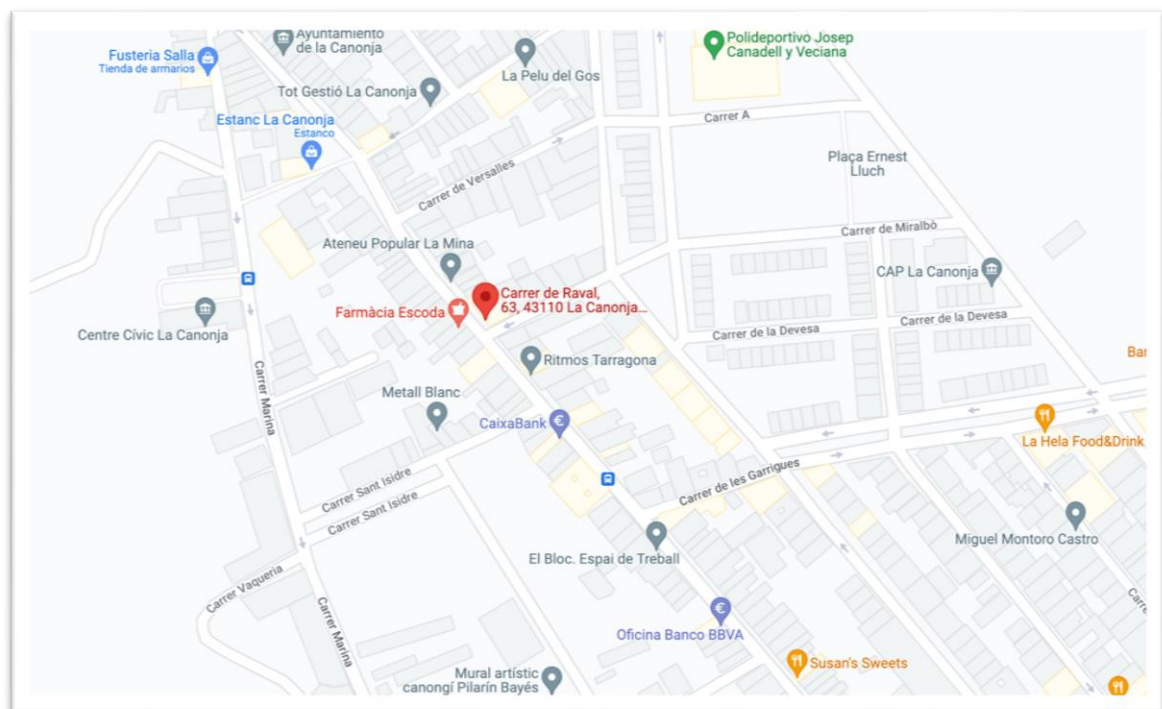 Ayuntamiento
de la Canonja
Fusteria Salla
Tienda de armarios
Polideportivo Josep
Canadell y Veciana
La Pelu del Gos
Tot Gestió La Canonja
Estanc La Canonja
Estanco
Carrer A
Plaça Ernest
Lluch
Carrer de Versalles
Carrer de Miralbò
Ateneu Popular La Mina
CAP La Canonja
Carrer de Raval,
63, 43110 La Canonja...
Farmàcia Escoda
Centre Cívic La Canonja
Carrer de la Devesa
Carrer de la Devesa
Bar
Ritmos Tarragona
Carrer Marina
Metall Blanc
CaixaBank
La Hela Food&Drink
Carrer de les Garrigues
Carrer Sant Isidre
Carrer Sant Isidre
Miguel Montoro Castro
El Bloc. Espai de Treball
Carrer Vaqueria
Carrer Marina
Carre
Oficina Banco BBVA
Susan's Sweets
Mural artístic
canongí Pilarín Bayés